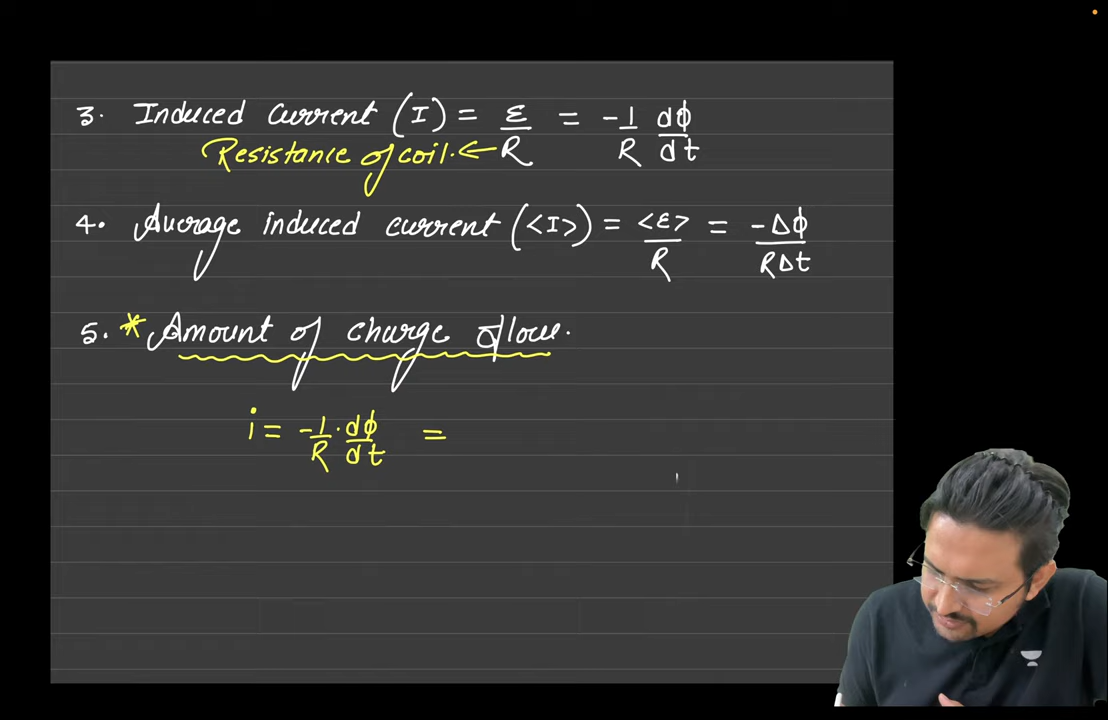 3. Induced Current (I) = ε/R = -1/R dϕ/dt
Resistance of coil. ← R
4. Average induced current (<I>) = <ε>/R = -Δϕ/RΔt
5. * Amount of charge flow.
i = -1/R · dϕ/dt =